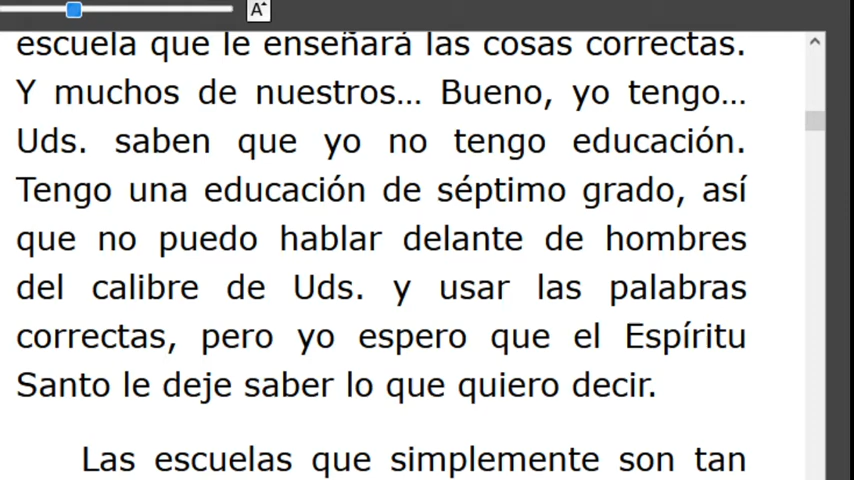 A
escuela que le enseñará las cosas correctas.
Y muchos de nuestros… Bueno, yo tengo…
Uds. saben que yo no tengo educación.
Tengo una educación de séptimo grado, así
que no puedo hablar delante de hombres
del calibre de Uds. y usar las palabras
correctas, pero yo espero que el Espíritu
Santo le deje saber lo que quiero decir.
Las escuelas que simplemente son tan